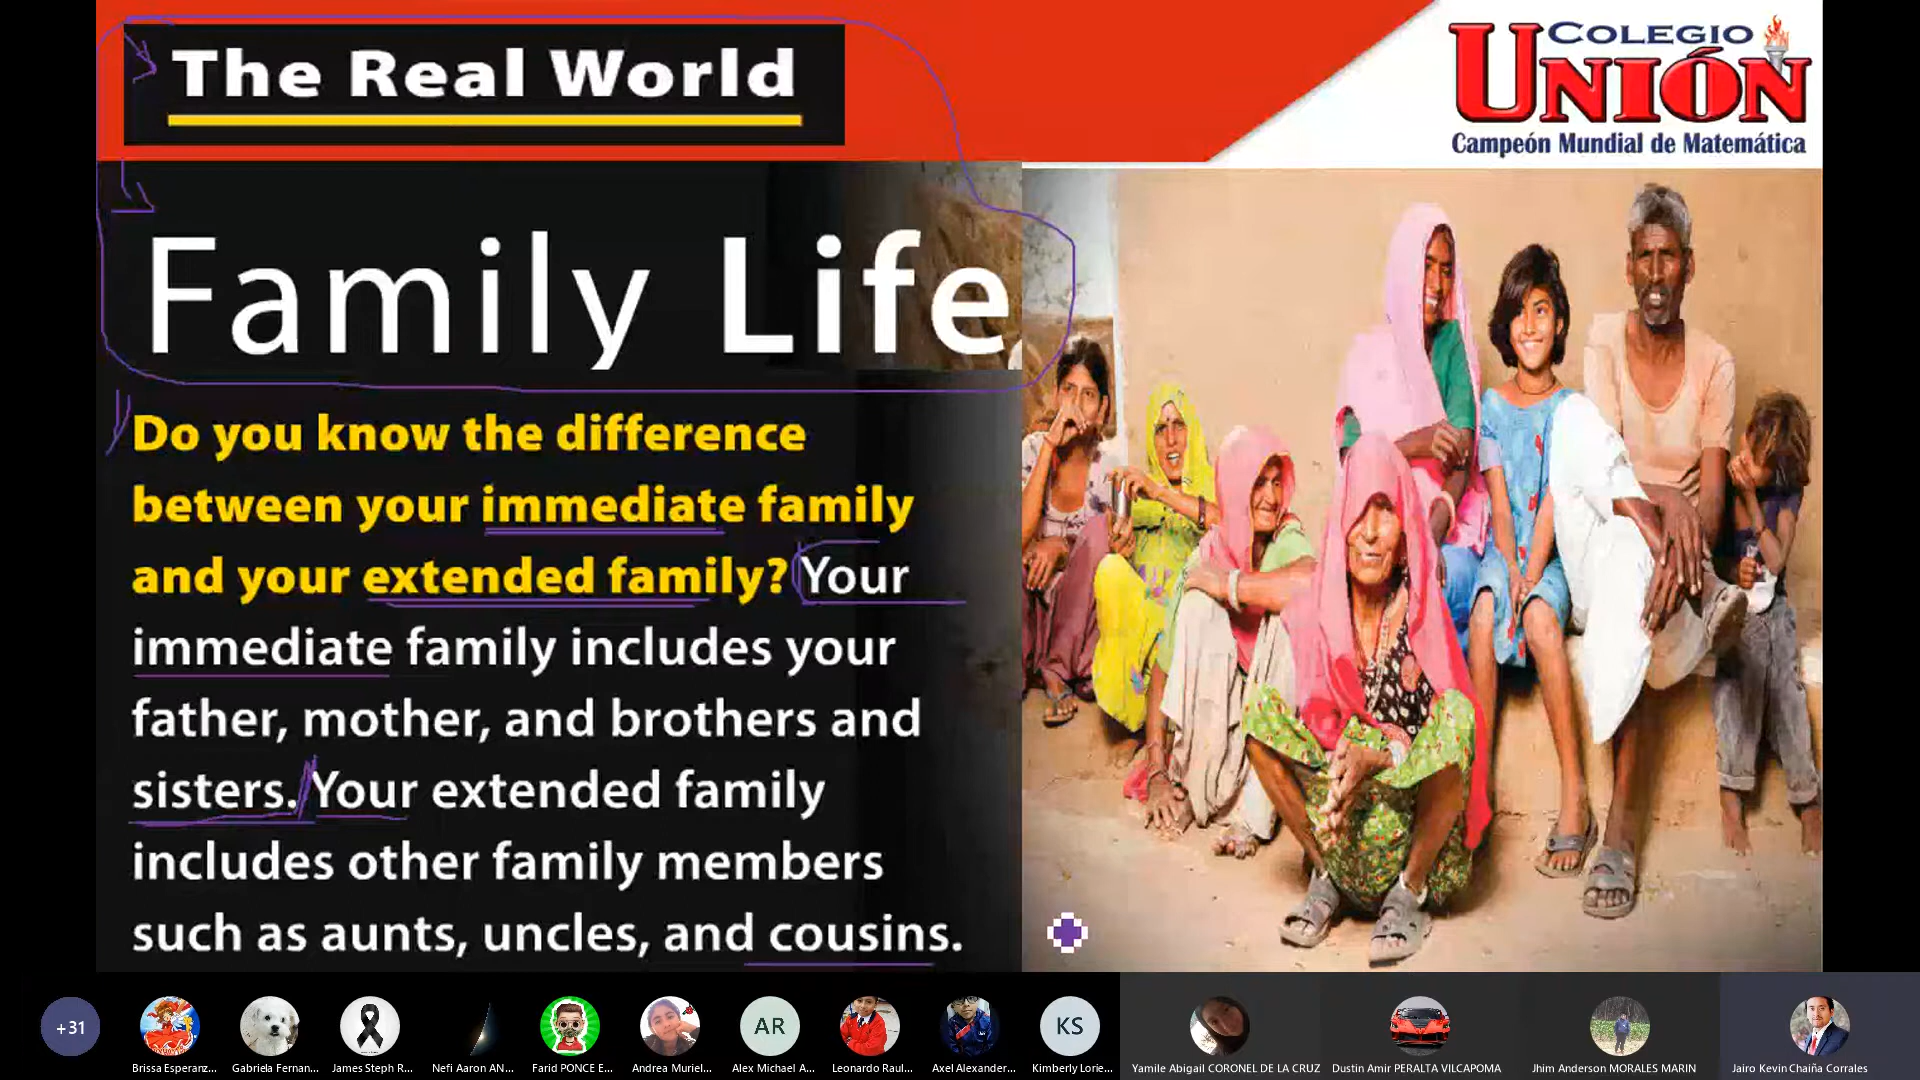 The Real World
COLEGIO
UNIÓN
Campeón Mundial de Matemática
Family Life
Do you know the difference
between your immediate family
and your extended family? Your
immediate family includes your
father, mother, and brothers and
sisters. Your extended family
includes other family members
such as aunts, uncles, and cousins.
+31
AR
KS
Brissa Esperanz...
Gabriela Fernan...
James Steph R...
Nefi Aaron AN...
Farid PONCE E...
Andrea Muriel...
Alex Michael A...
Leonardo Raul...
Axel Alexander...
Kimberly Lorie...
Yamile Abigail CORONEL DE LA CRUZ
Dustin Amir PERALTA VILCAPOMA
Jhim Anderson MORALES MARIN
Jairo Kevin Chaiña Corrales